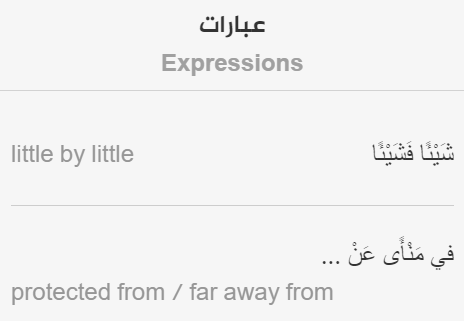 عبارات
Expressions
little by little شَيْئًا فَشَيْئًا
في مَنْأًى عَنْ ...
protected from / far away from